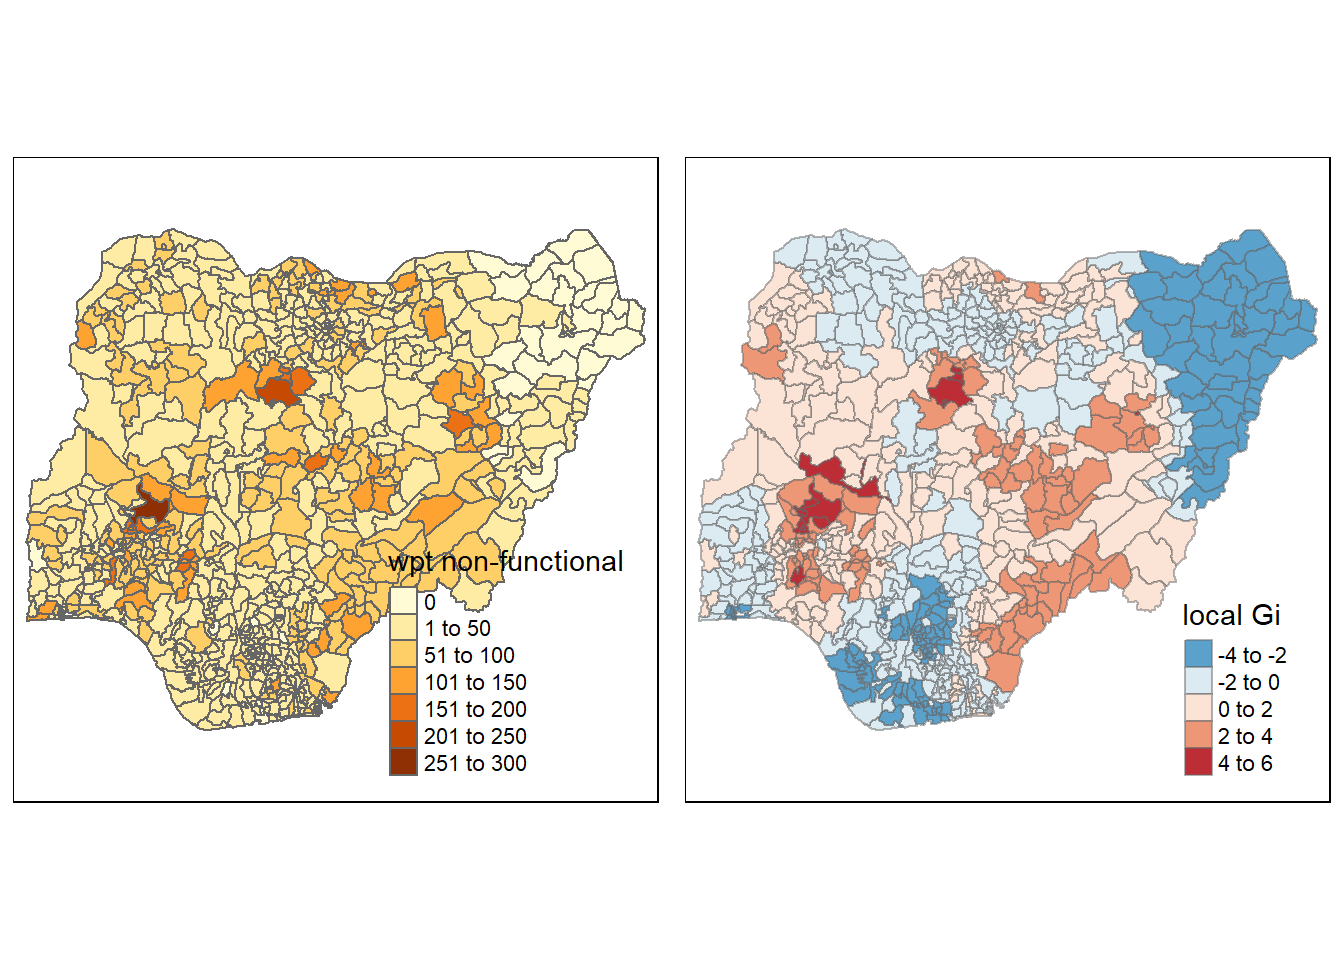 wpt non-functional
0
1 to 50
51 to 100
101 to 150
151 to 200
201 to 250
251 to 300
local Gi
-4 to -2
-2 to 0
0 to 2
2 to 4
4 to 6